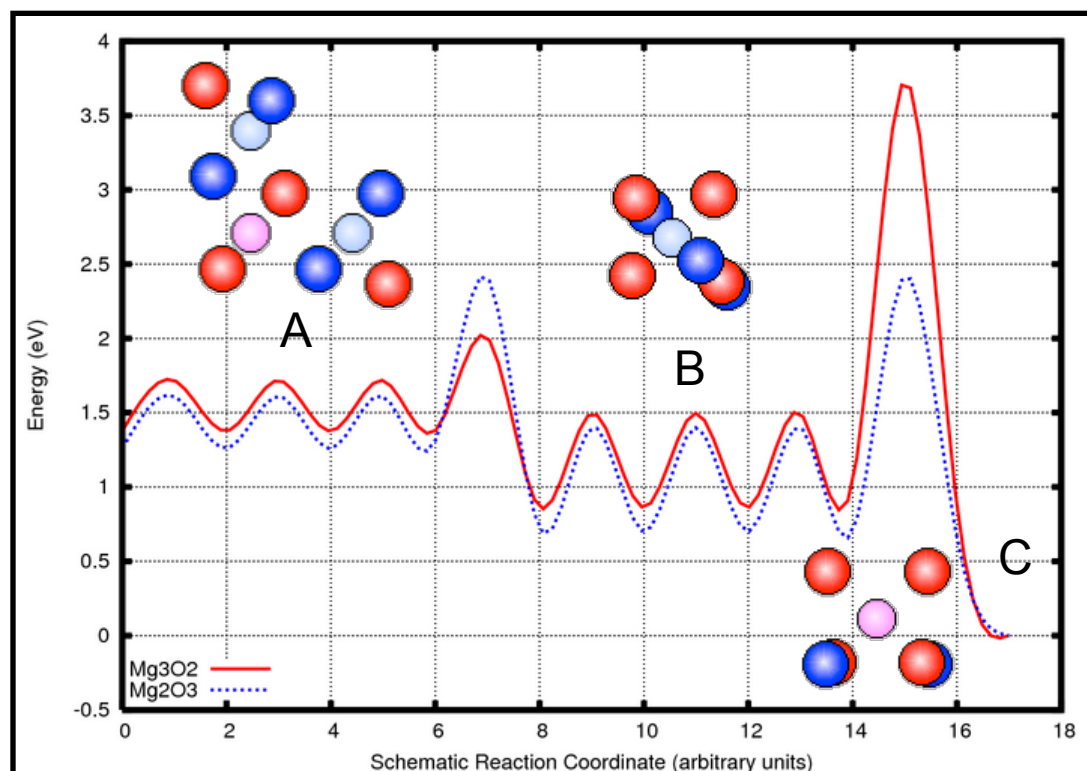 4
3.5
3
2.5
2
1.5
1
0.5
0
-0.5
Energy (eV)
A
B
C
Mg3O2
Mg2O3
0 2 4 6 8 10 12 14 16 18
Schematic Reaction Coordinate (arbitrary units)